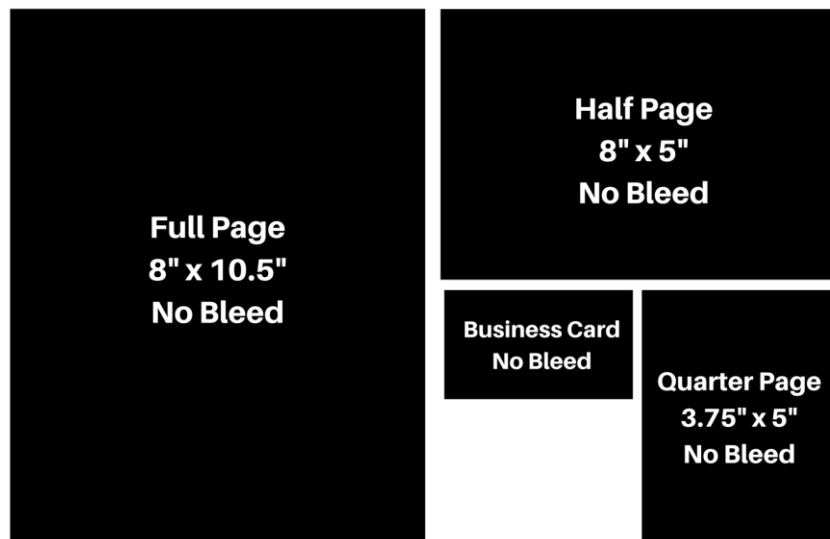 Full Page
8" x 10.5"
No Bleed
Half Page
8" x 5"
No Bleed
Business Card
No Bleed
Quarter Page
3.75" x 5"
No Bleed